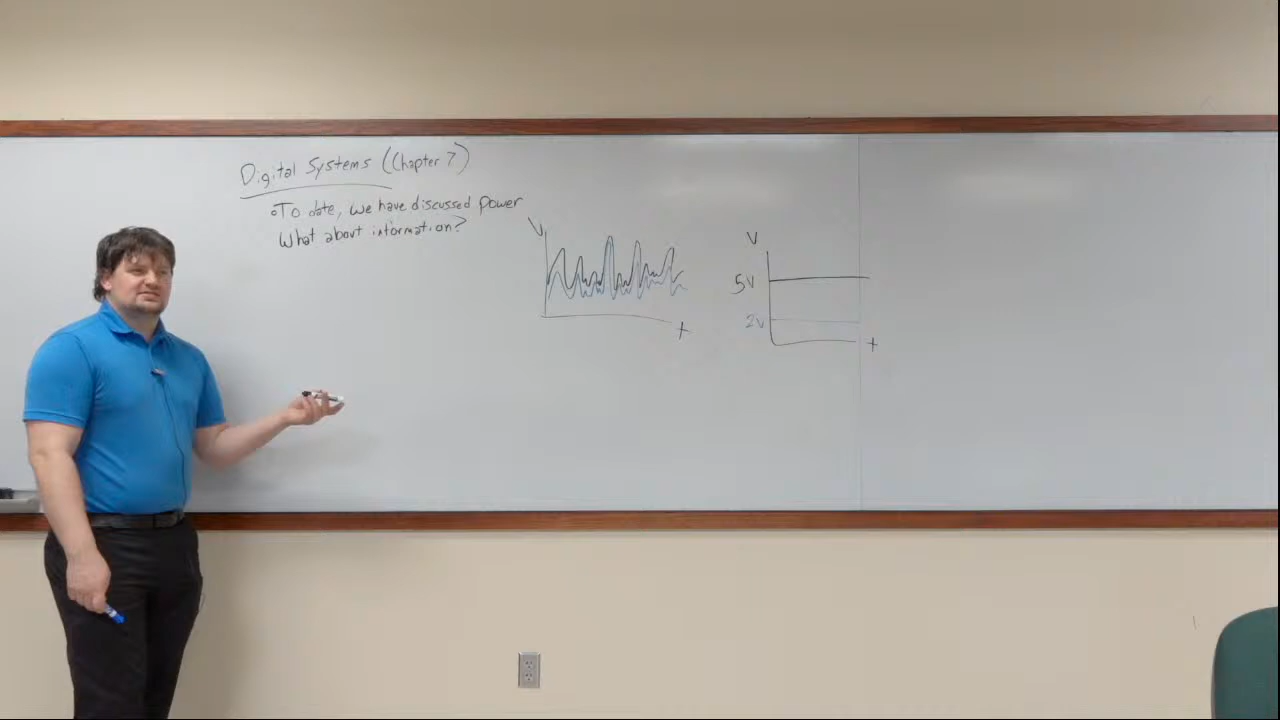 Digital Systems (Chapter 7)
To date, we have discussed power
What about information?
V
t
V
5V
2V
t